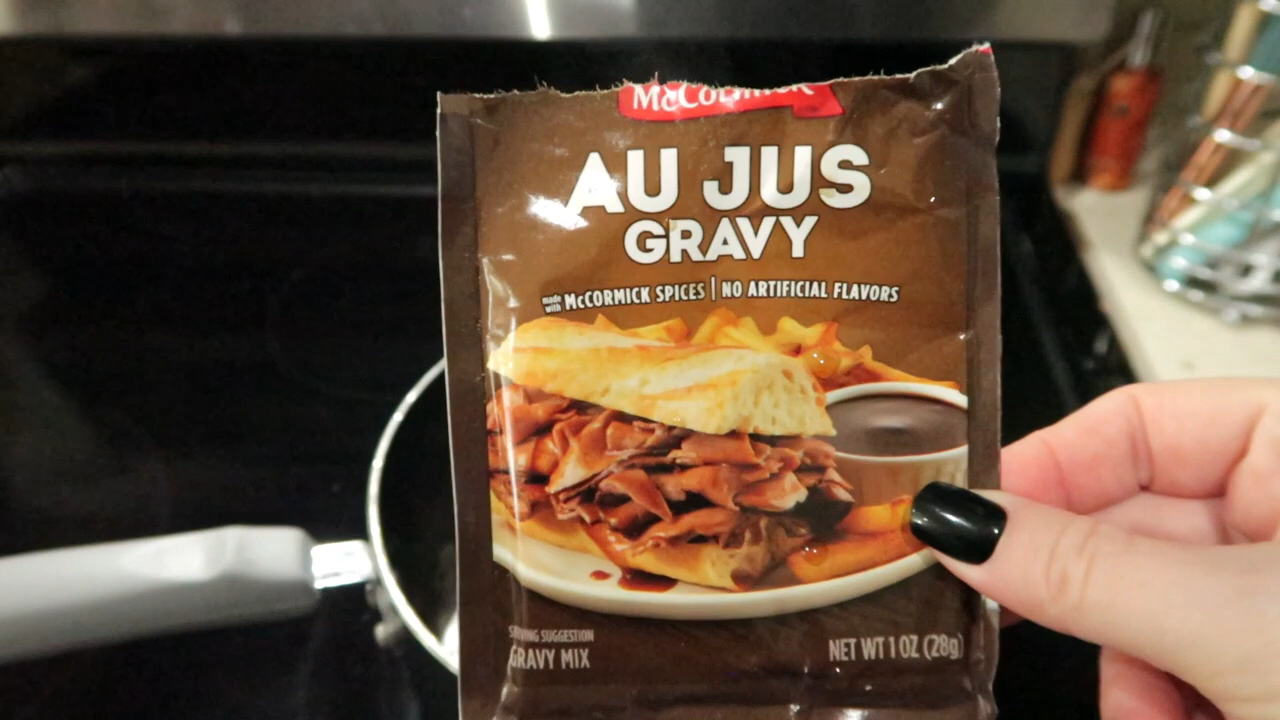 McCormick
AU JUS
GRAVY
made with McCORMICK SPICES | NO ARTIFICIAL FLAVORS
SERVING SUGGESTION
GRAVY MIX
NET WT 1 OZ (28g)